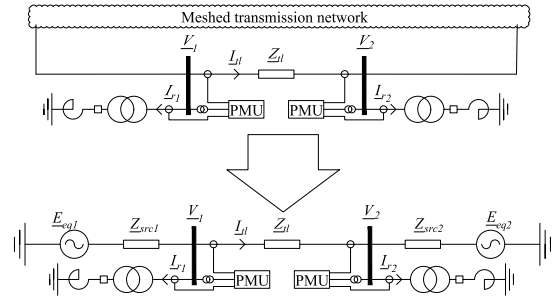 Meshed transmission network
V1 Itl Ztl V2
Ir1 PMU PMU Ir2
Eeq1 Zsrc1 V1 Itl Ztl V2 Zsrc2 Eeq2
Ir1 PMU PMU Ir2